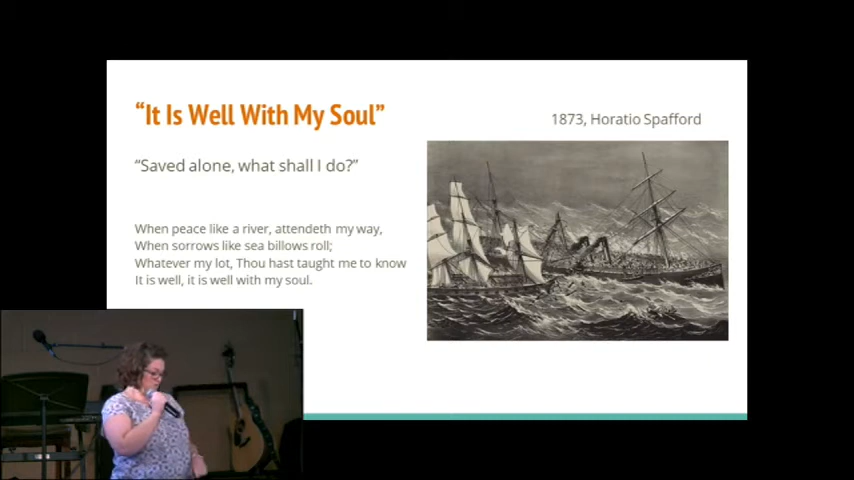 “It Is Well With My Soul”
1873, Horatio Spafford
“Saved alone, what shall I do?”
When peace like a river, attendeth my way,
When sorrows like sea billows roll;
Whatever my lot, Thou hast taught me to know
It is well, it is well with my soul.